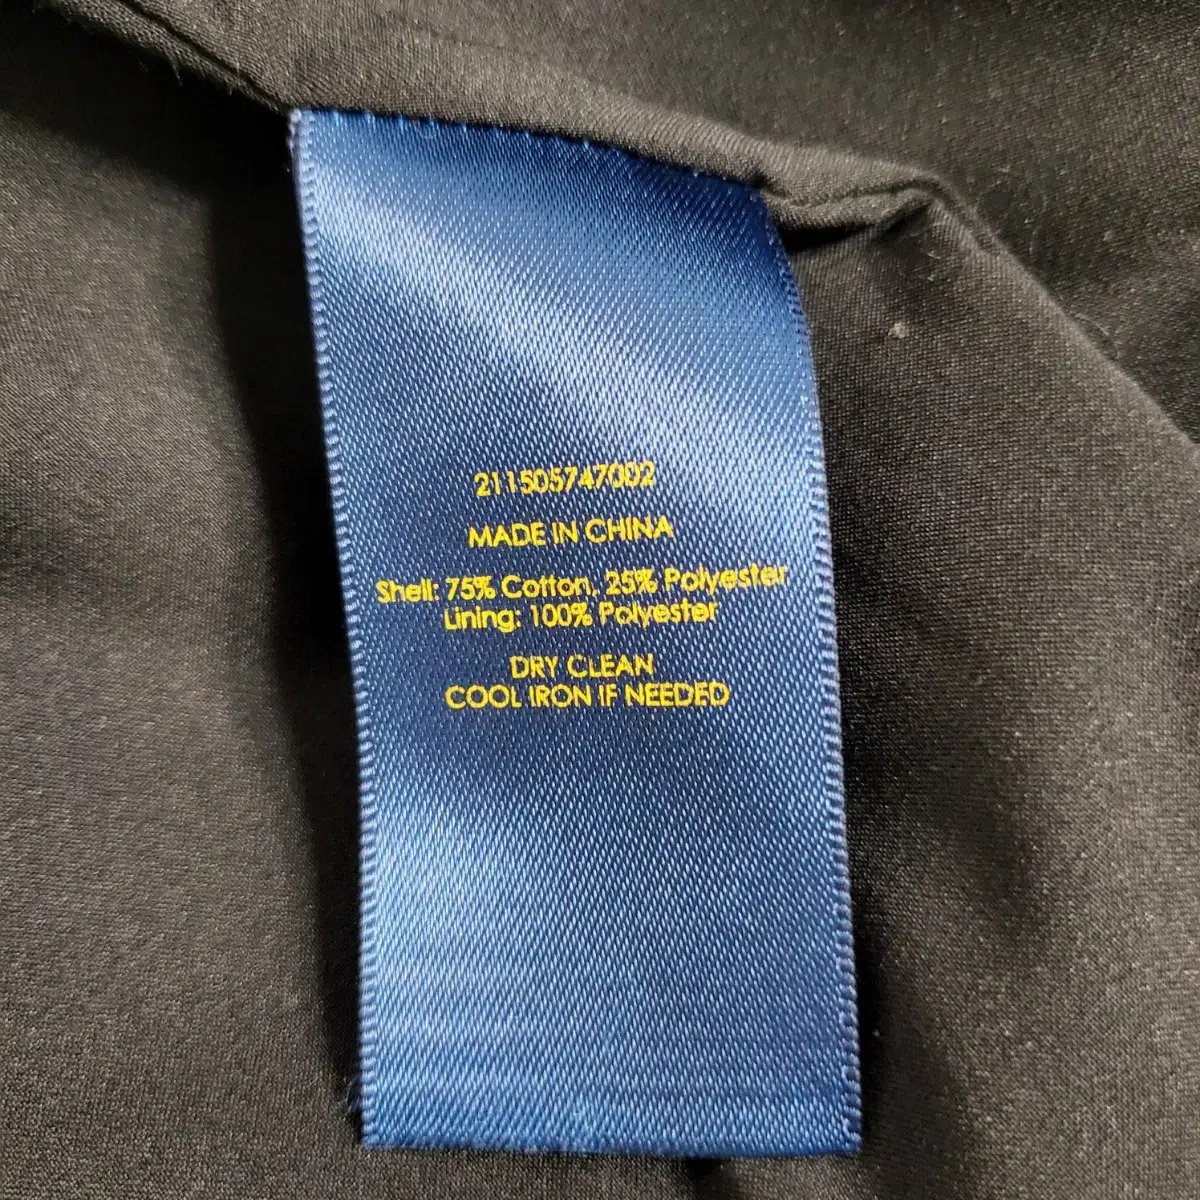 211505747002
MADE IN CHINA
Shell: 75% Cotton, 25% Polyester
Lining: 100% Polyester
DRY CLEAN
COOL IRON IF NEEDED